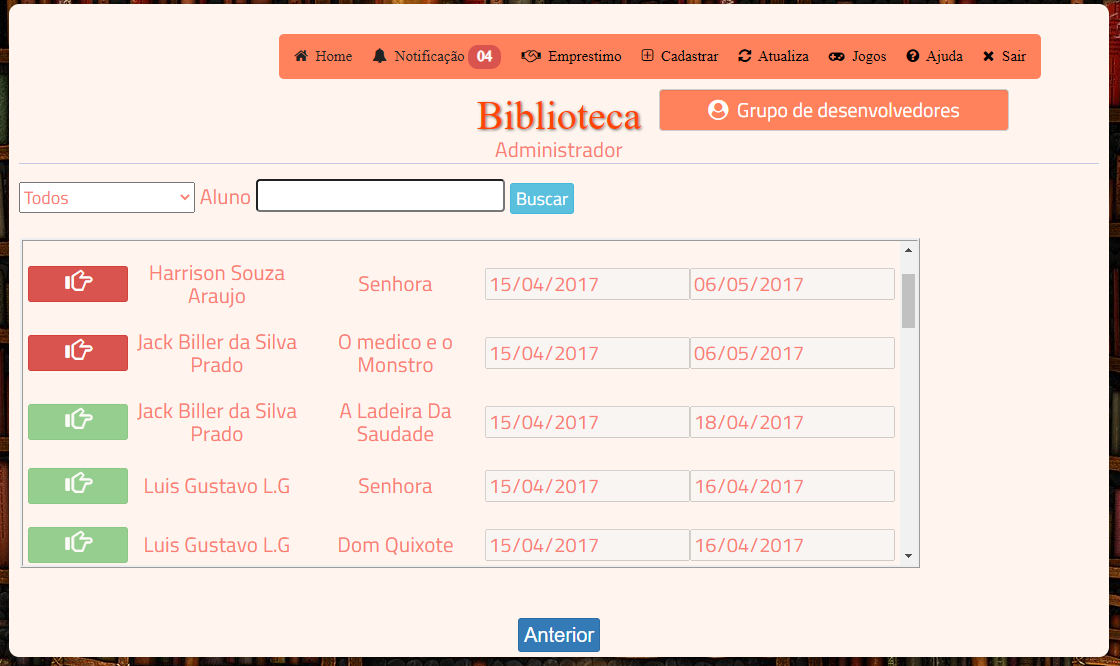 Home Notificação 04 Emprestimo Cadastrar Atualiza Jogos Ajuda Sair
Biblioteca
Grupo de desenvolvedores
Administrador
Todos Aluno Buscar
Harrison Souza
Araujo
Senhora
15/04/2017
06/05/2017
Jack Biller da Silva
Prado
O medico e o
Monstro
15/04/2017
06/05/2017
Jack Biller da Silva
Prado
A Ladeira Da
Saudade
15/04/2017
18/04/2017
Luis Gustavo L.G
Senhora
15/04/2017
16/04/2017
Luis Gustavo L.G
Dom Quixote
15/04/2017
16/04/2017
Anterior